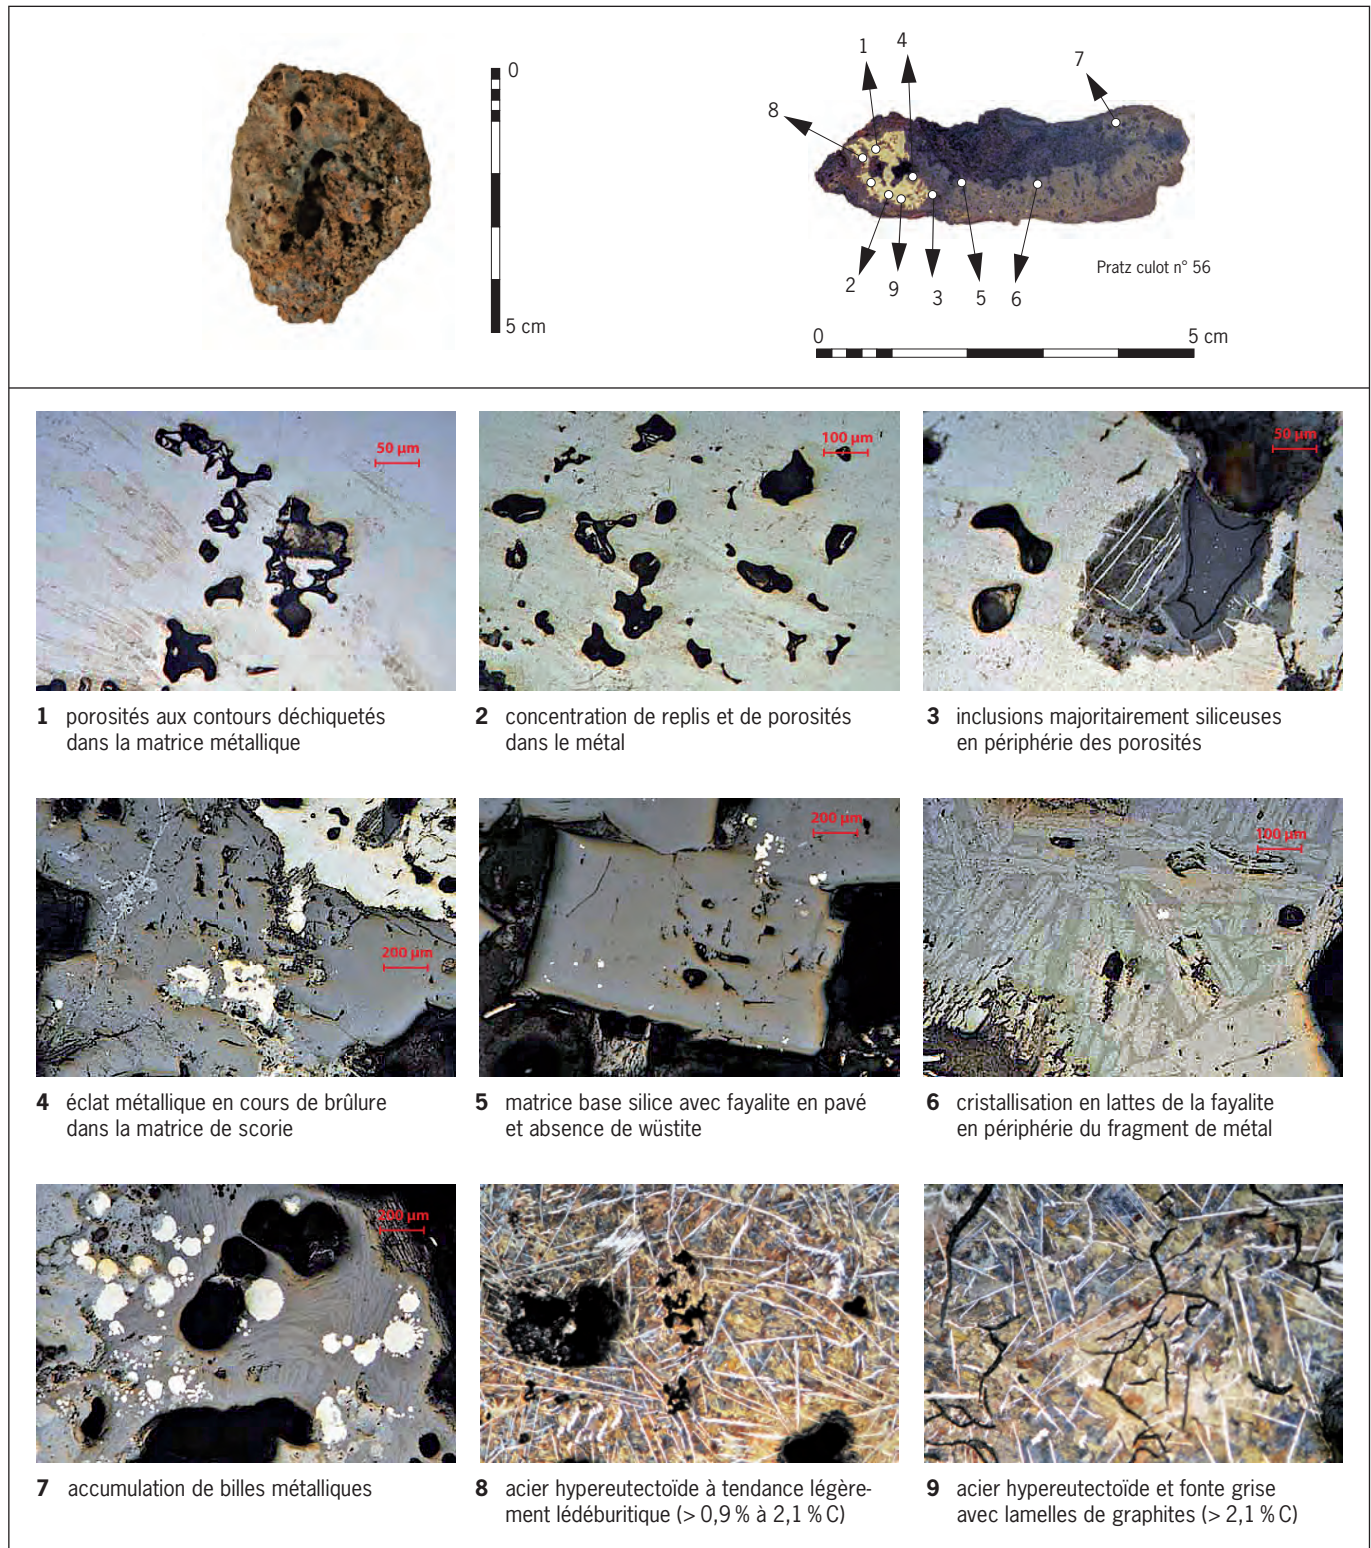 0
5 cm
1
4
7
8
2
9
3
5
6
Pratz culot n° 56
0
5 cm
50 µm
100 µm
50 µm
1 porosités aux contours déchiquetés
dans la matrice métallique
2 concentration de replis et de porosités
dans le métal
3 inclusions majoritairement siliceuses
en périphérie des porosités
200 µm
200 µm
100 µm
4 éclat métallique en cours de brûlure
dans la matrice de scorie
5 matrice base silice avec fayalite en pavé
et absence de wüstite
6 cristallisation en lattes de la fayalite
en périphérie du fragment de métal
200 µm
7 accumulation de billes métalliques
8 acier hypereutectoïde à tendance légère-
ment lédéburitique (> 0,9 % à 2,1 % C)
9 acier hypereutectoïde et fonte grise
avec lamelles de graphites (> 2,1 % C)